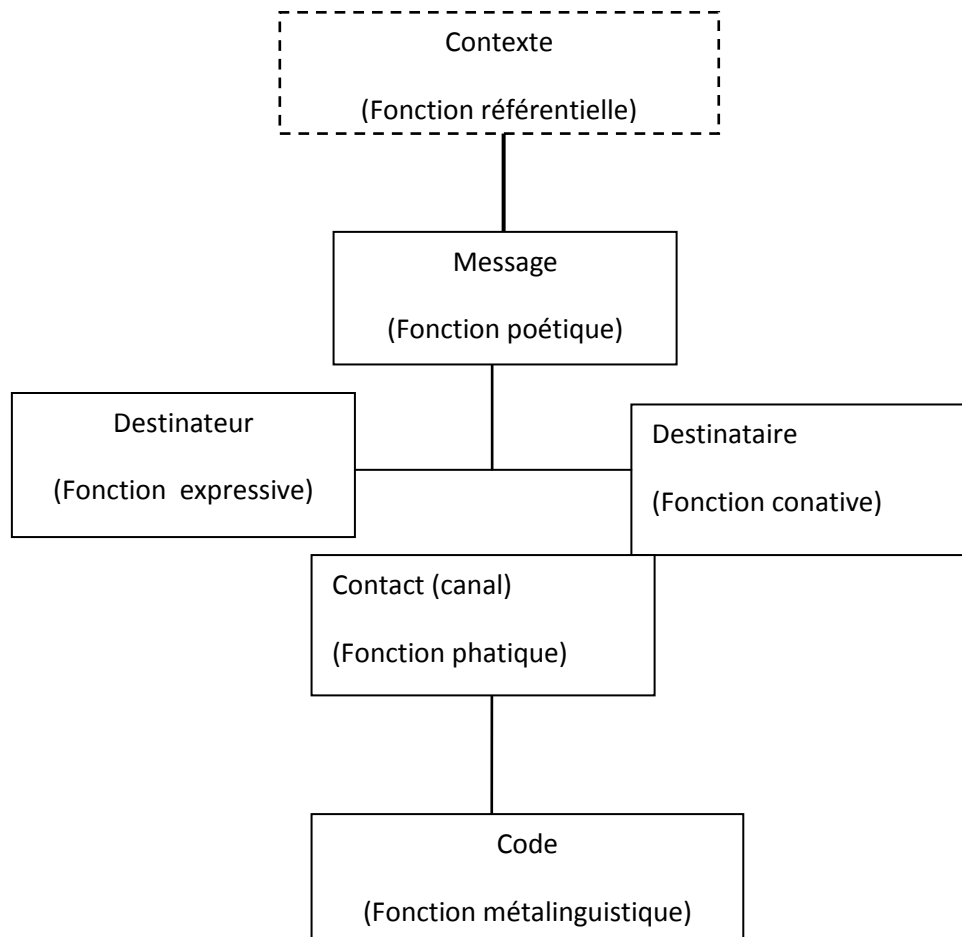 Contexte
(Fonction référentielle)
Message
(Fonction poétique)
Destinateur
(Fonction expressive)
Destinataire
(Fonction conative)
Contact (canal)
(Fonction phatique)
Code
(Fonction métalinguistique)